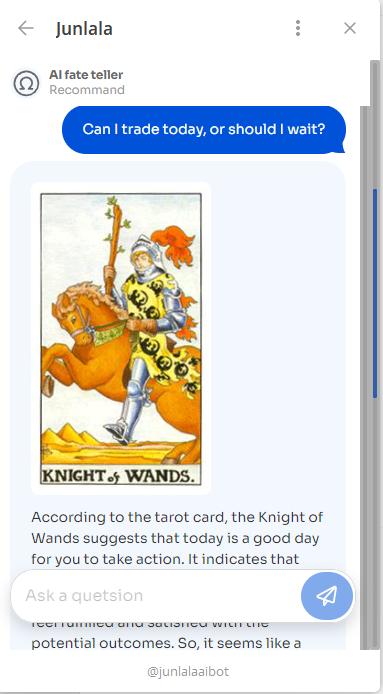 Junlala
AI fate teller
Recommand
Can I trade today, or should I wait?
KNIGHT of WANDS.
According to the tarot card, the Knight of
Wands suggests that today is a good day
for you to take action. It indicates that
Ask a quetsion
feel fulfilled and satisfied with the
potential outcomes. So, it seems like a
@junlalaaibot